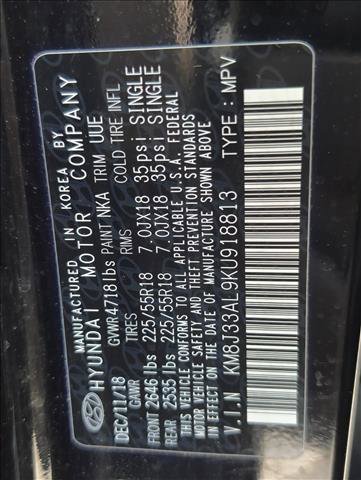 MANUFACTURED IN KOREA BY
HYUNDAI MOTOR COMPANY
DEC/11/18 GVWR4718lbs PAINT NKA TRIM UUE
GAWR TIRES RIMS COLD TIRE INFL
FRONT 2646 lbs 225/55R18 7.0JX18 35psi SINGLE
REAR 2535 lbs 225/55R18 7.0JX18 35psi SINGLE
THIS VEHICLE CONFORMS TO ALL APPLICABLE U.S.A. FEDERAL
MOTOR VEHICLE SAFETY, BUMPER, AND THEFT PREVENTION STANDARDS
IN EFFECT ON THE DATE OF MANUFACTURE SHOWN ABOVE.
V.I.N KM8J33AL9KU918813 TYPE: MPV